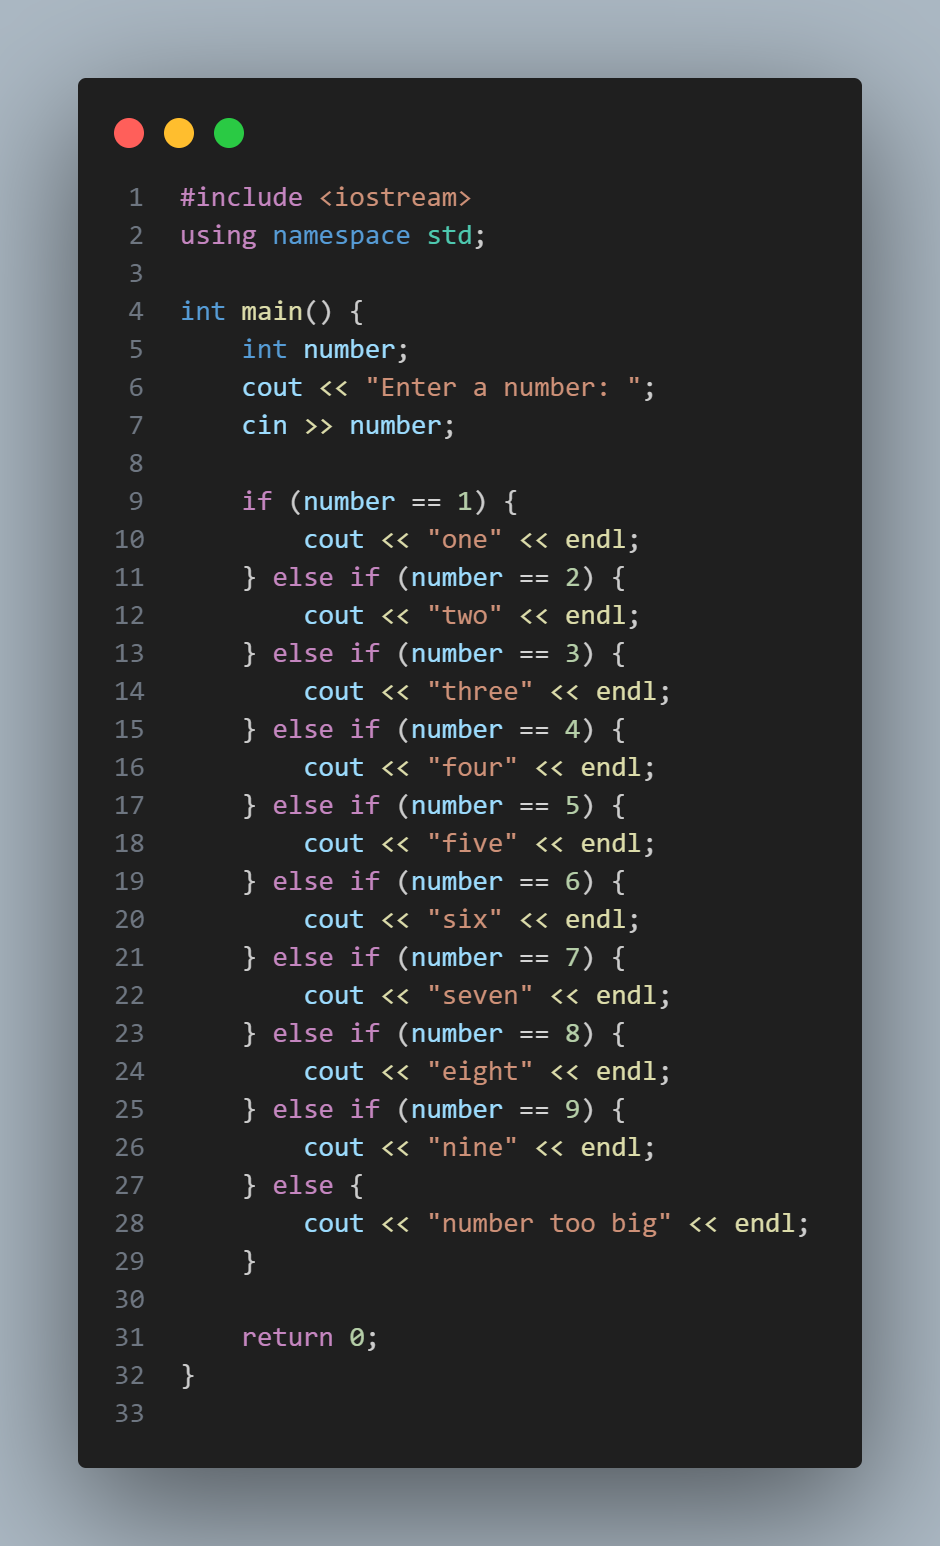 1 #include <iostream>
2 using namespace std;
3
4 int main() {
5     int number;
6     cout << "Enter a number: ";
7     cin >> number;
8
9     if (number == 1) {
10         cout << "one" << endl;
11     } else if (number == 2) {
12         cout << "two" << endl;
13     } else if (number == 3) {
14         cout << "three" << endl;
15     } else if (number == 4) {
16         cout << "four" << endl;
17     } else if (number == 5) {
18         cout << "five" << endl;
19     } else if (number == 6) {
20         cout << "six" << endl;
21     } else if (number == 7) {
22         cout << "seven" << endl;
23     } else if (number == 8) {
24         cout << "eight" << endl;
25     } else if (number == 9) {
26         cout << "nine" << endl;
27     } else {
28         cout << "number too big" << endl;
29     }
30
31     return 0;
32 }
33